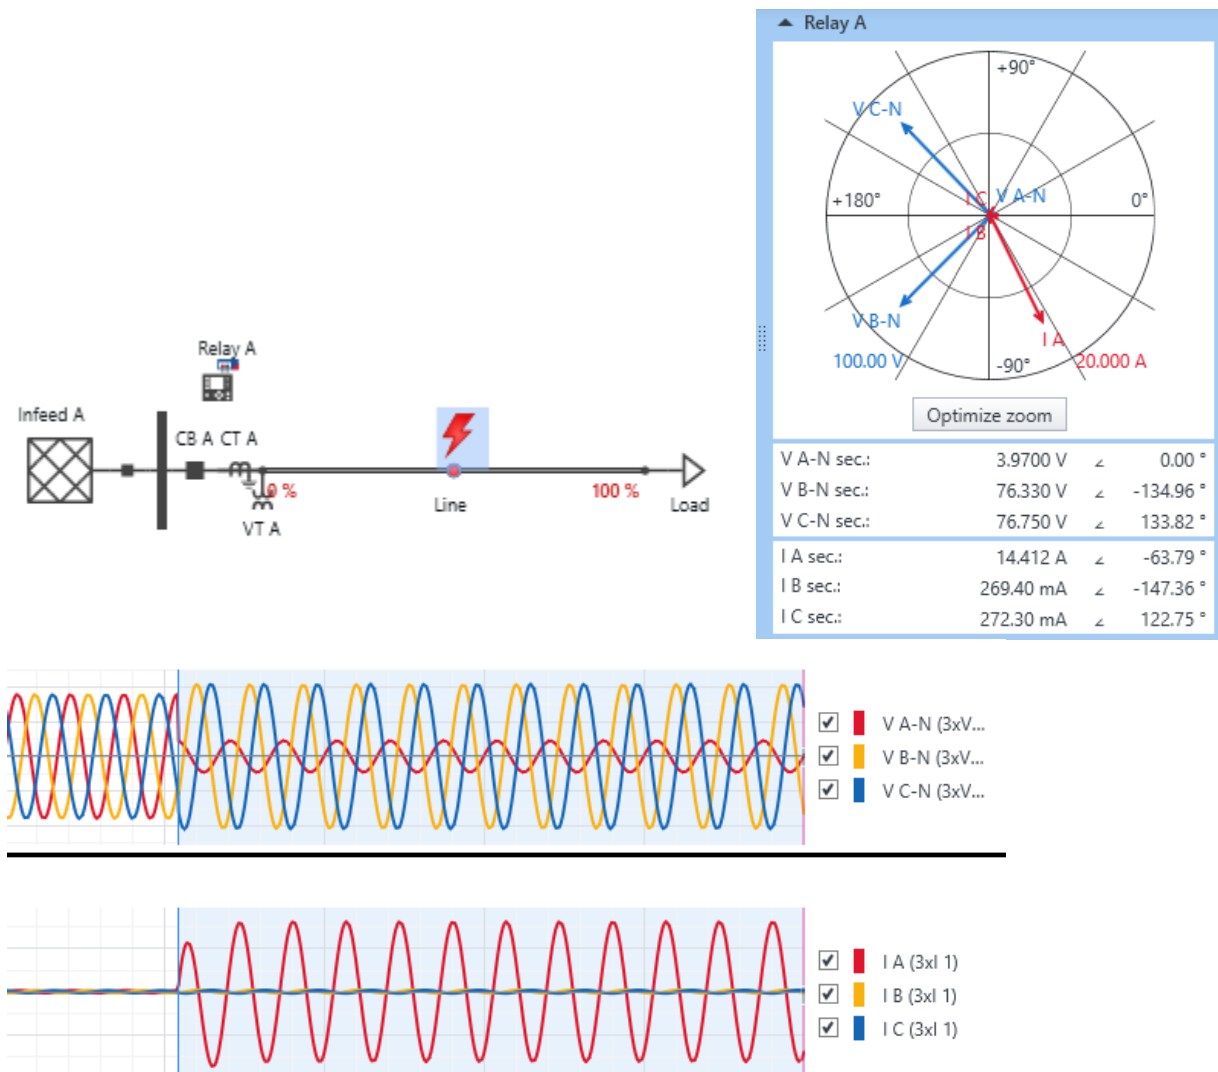 Relay A
+90°
V C-N
I C
V A-N
+180°
0°
I B
V B-N
I A
100.00 V
-90°
20.000 A
Optimize zoom
V A-N sec.: 3.9700 V ∠ 0.00 °
V B-N sec.: 76.330 V ∠ -134.96 °
V C-N sec.: 76.750 V ∠ 133.82 °
I A sec.: 14.412 A ∠ -63.79 °
I B sec.: 269.40 mA ∠ -147.36 °
I C sec.: 272.30 mA ∠ 122.75 °
Relay A
Infeed A
CB A CT A
0 %
100 %
Line
Load
VT A
V A-N (3xV...
V B-N (3xV...
V C-N (3xV...
I A (3xI 1)
I B (3xI 1)
I C (3xI 1)